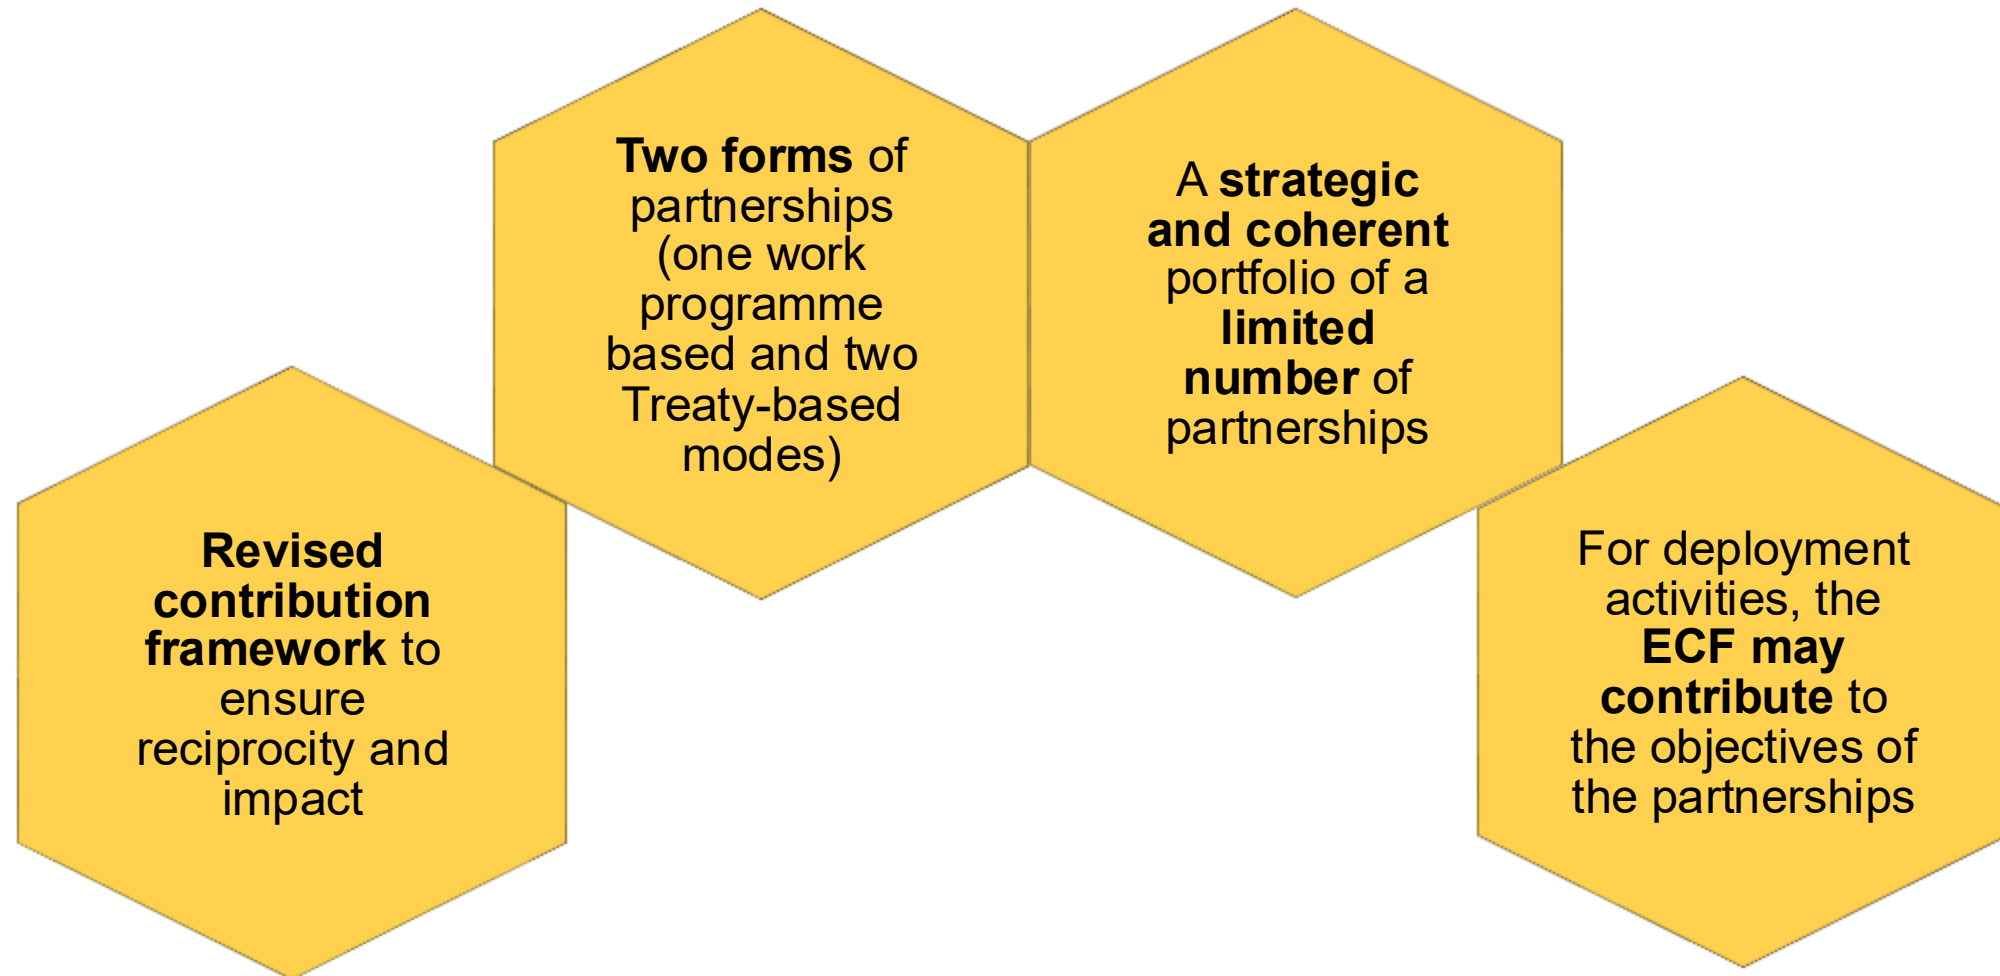 Revised
contribution
framework to
ensure
reciprocity and
impact
Two forms of
partnerships
(one work
programme
based and two
Treaty-based
modes)
A strategic
and coherent
portfolio of a
limited
number of
partnerships
For deployment
activities, the
ECF may
contribute to
the objectives of
the partnerships